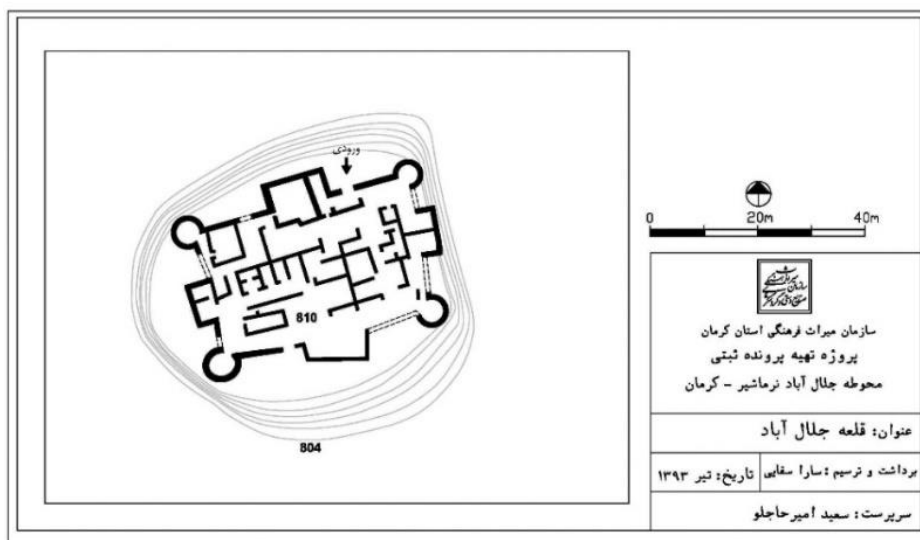 ورودی
810
804
0 20m 40m
سازمان میراث فرهنگی استان کرمان
پروژه تهیه پرونده ثبتی
محوطه جلال آباد نرماشیر - کرمان
عنوان: قلعه جلال آباد
برداشت و ترسیم: سارا سقایی
تاریخ: تیر ۱۳۹۳
سرپرست: سعید امیرحاجلو